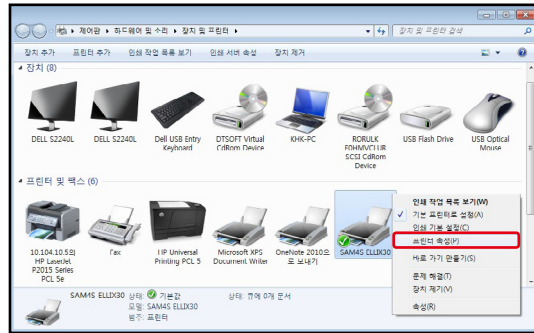 제어판 ▸ 하드웨어 및 소리 ▸ 장치 및 프린터 ▸
장치 및 프린터 검색
장치 추가 프린터 추가 인쇄 작업 목록 보기 인쇄 서버 속성 장치 제거
장치 (8)
DELL S2240L
DELL S2240L
Dell USB Entry
Keyboard
DTSOFT Virtual
CdRom Device
KHK-PC
RORULK
SCSI CdRom
Device
USB Flash Drive
USB Optical
Mouse
프린터 및 팩스 (6)
10.104.10.5의
HP LaserJet
P2015 Series
PCL 5e
Fax
HP Universal
Printing PCL 5
Microsoft XPS
Document Writer
OneNote 2010으
로 보내기
SAM4S ELLIX30
인쇄 작업 목록 보기(W)
기본 프린터로 설정(A)
인쇄 기본 설정(C)
프린터 속성(P)
바로 가기 만들기(S)
문제 해결(T)
장치 제거(V)
속성(R)
SAM4S ELLIX30 상태: 기본값 상태: 큐에 0개 문서
모델: SAM4S ELLIX30
범주: 프린터